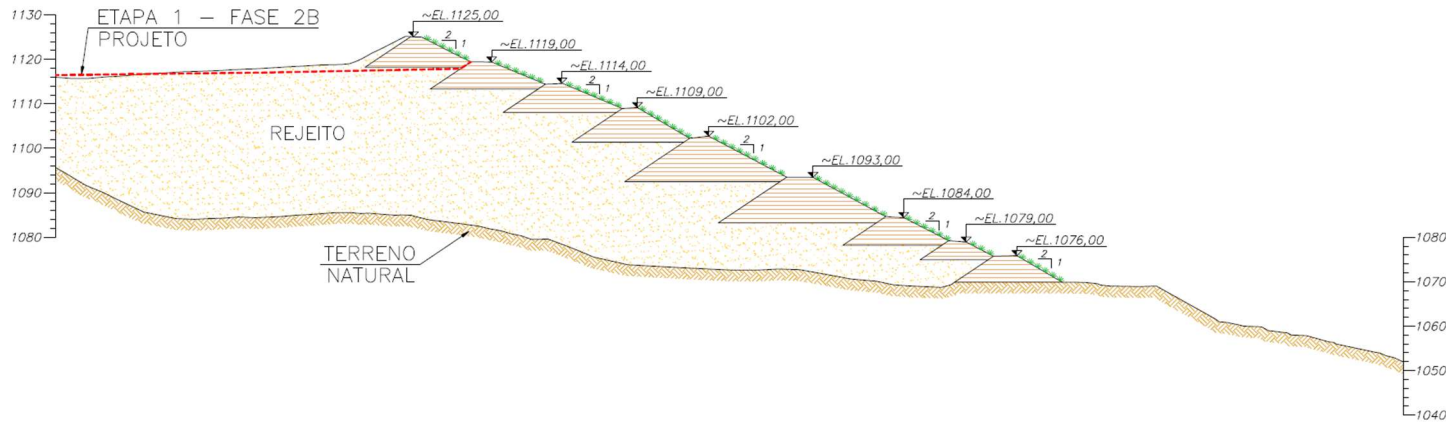 1130
1120
1110
1100
1090
1080
ETAPA 1 – FASE 2B
PROJETO
~EL.1125,00
2
1
~EL.1119,00
~EL.1114,00
2
1
~EL.1109,00
~EL.1102,00
2
1
~EL.1093,00
~EL.1084,00
2
1
~EL.1079,00
~EL.1076,00
2
1
REJEITO
TERRENO
NATURAL
1080
1070
1060
1050
1040